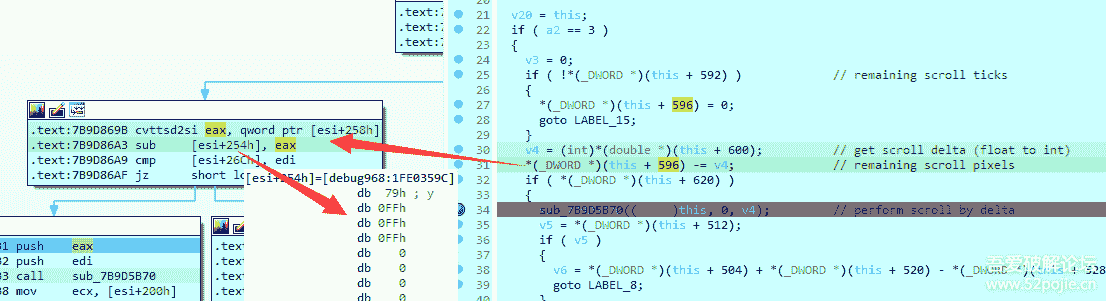 .text:7
.text:7
.text:7
.text:7B9D869B cvttsd2si eax, qword ptr [esi+258h]
.text:7B9D86A3 sub [esi+254h], eax
.text:7B9D86A9 cmp [esi+26Ch], edi
.text:7B9D86AF jz short lo
[esi+254h]=[debug968:1FE0359C]
db 79h ; y
db 0FFh
db 0FFh
db 0FFh
db 0
db 0
db 0
db 0
31 push eax
32 push edi
33 call sub_7B9D5B70
38 mov ecx, [esi+200h]
20
21 v20 = this;
22 if ( a2 == 3 )
23 {
24 v3 = 0;
25 if ( !*(_DWORD *)(this + 592) ) // remaining scroll ticks
26 {
27 *(_DWORD *)(this + 596) = 0;
28 goto LABEL_15;
29 }
30 v4 = (int)*(double *)(this + 600); // get scroll delta (float to int)
31 *(_DWORD *)(this + 596) -= v4; // remaining scroll pixels
32 if ( *(_DWORD *)(this + 620) )
33 {
34 sub_7B9D5B70(( )this, 0, v4); // perform scroll by delta
35 v5 = *(_DWORD *)(this + 512);
36 if ( v5 )
37 {
38 v6 = *(_DWORD *)(this + 504) + *(_DWORD *)(this + 520) - *(_DWORD *)(this + 528
39 goto LABEL_8;
40 }
吾爱破解论坛
www.52pojie.cn